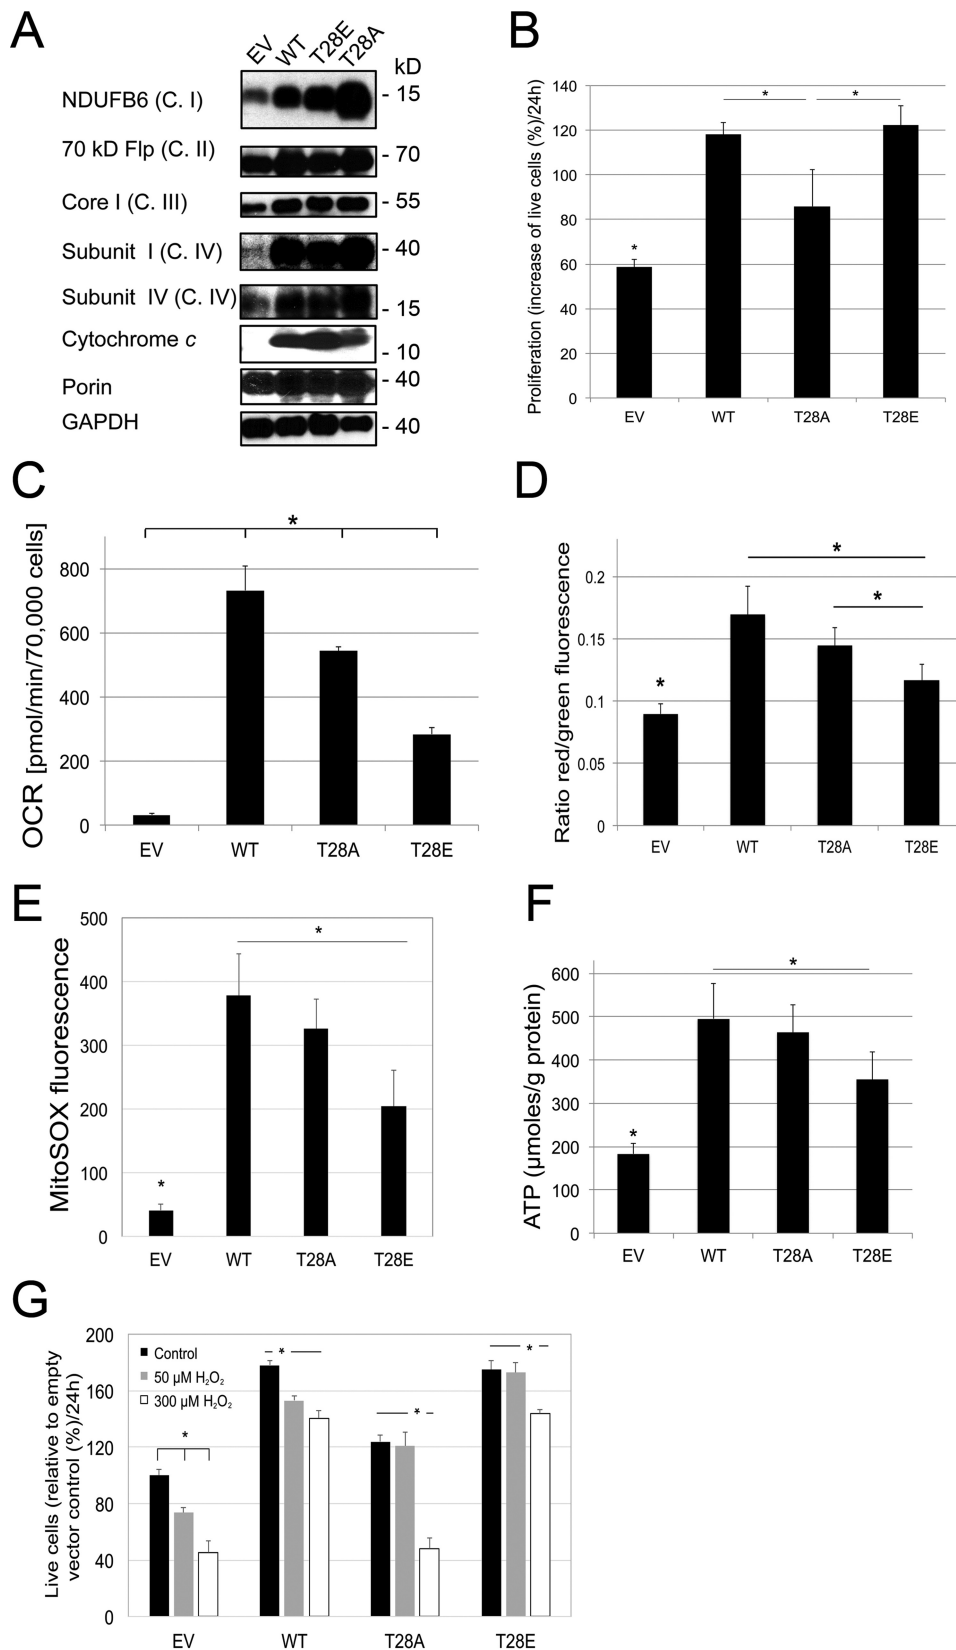 A
EV WT T28E T28A
kD
NDUFB6 (C. I) - 15
70 kD Flp (C. II) - 70
Core I (C. III) - 55
Subunit I (C. IV) - 40
Subunit IV (C. IV) - 15
Cytochrome c - 10
Porin - 40
GAPDH - 40
B
Proliferation (increase of live cells (%)/24h)
140
120
100
80
60
40
20
0
* * *
EV WT T28A T28E
C
OCR [pmol/min/70,000 cells]
800
600
400
200
0
*
EV WT T28A T28E
D
Ratio red/green fluorescence
0.2
0.15
0.1
0.05
0
* * *
EV WT T28A T28E
E
MitoSOX fluorescence
500
400
300
200
100
0
* *
EV WT T28A T28E
F
ATP (µmoles/g protein)
600
500
400
300
200
100
0
* *
EV WT T28A T28E
G
Live cells (relative to empty
vector control (%)/24h)
200
160
120
80
40
0
Control
50 µM H₂O₂
300 µM H₂O₂
* * * *
EV WT T28A T28E